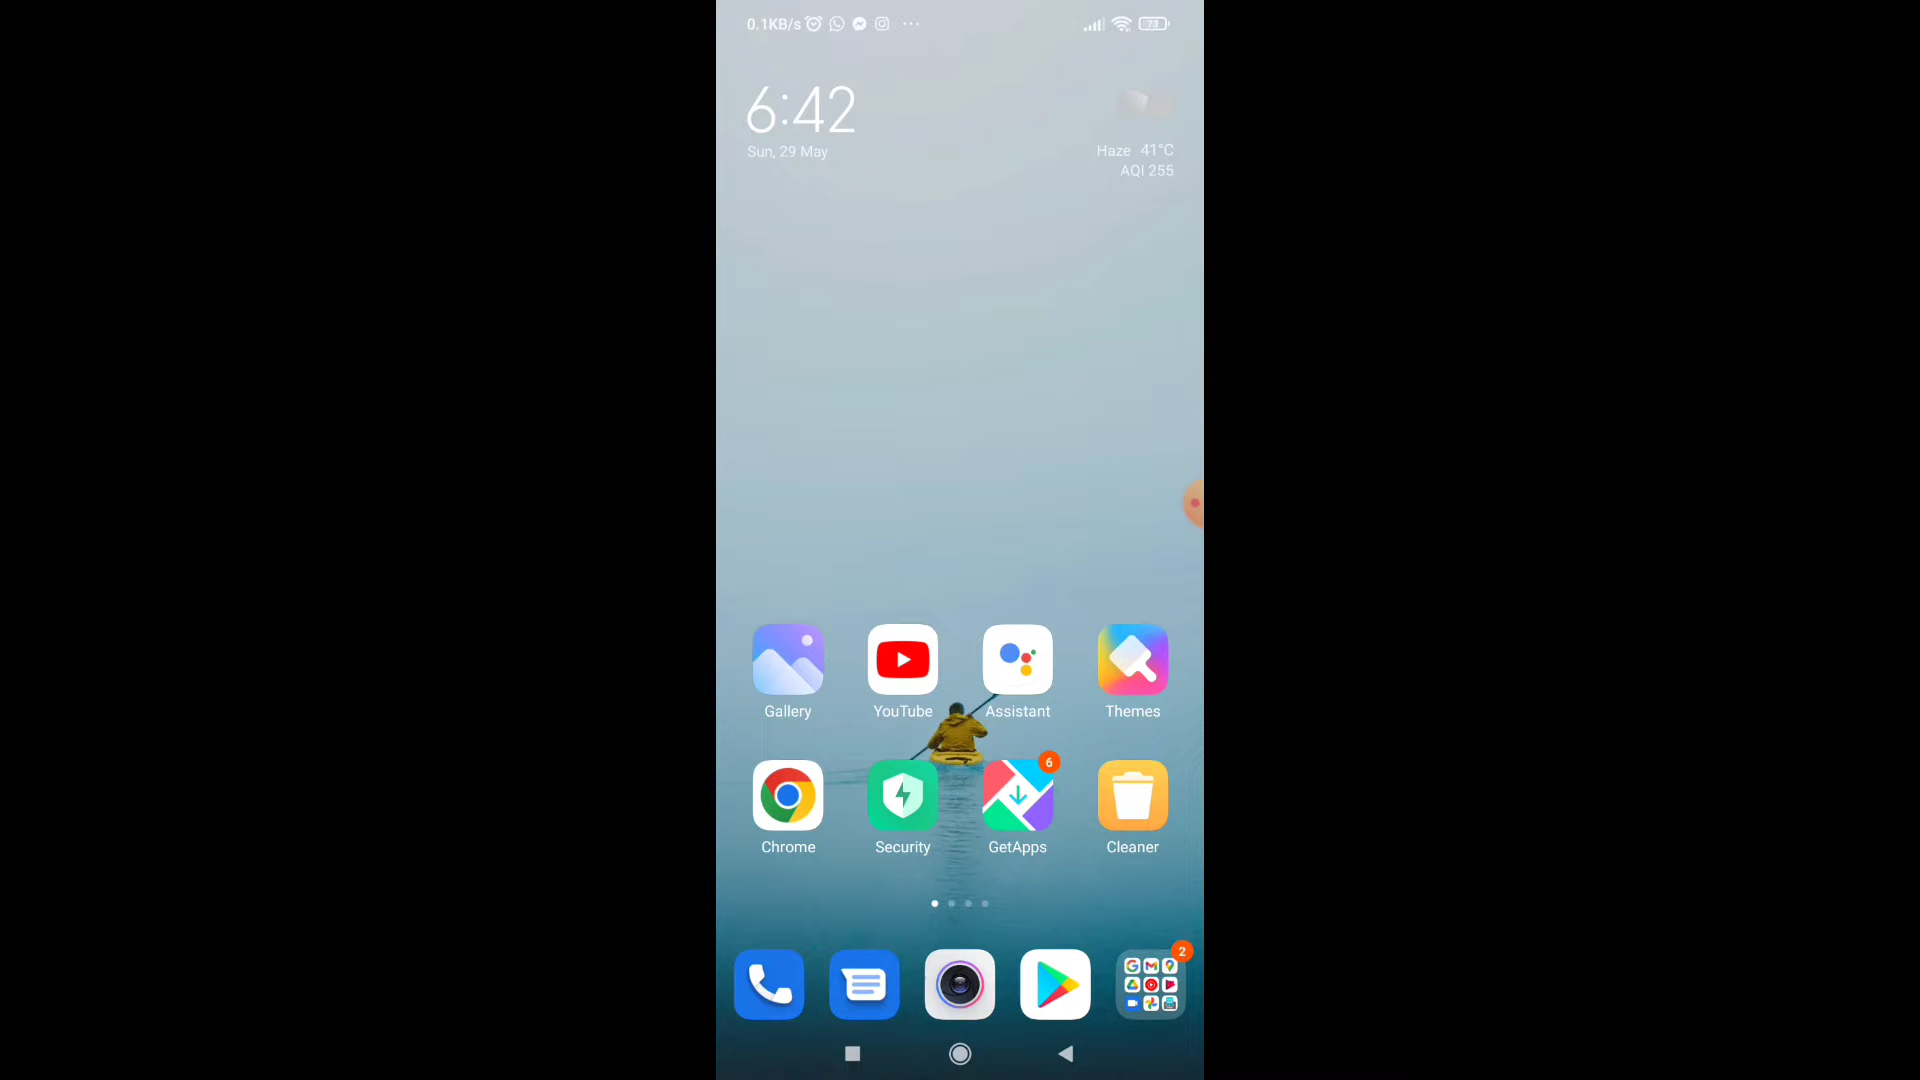 0.1KB/s
73
6:42
Sun, 29 May
Haze 41°C
AQI 255
Gallery
YouTube
Assistant
Themes
6
Chrome
Security
GetApps
Cleaner
2